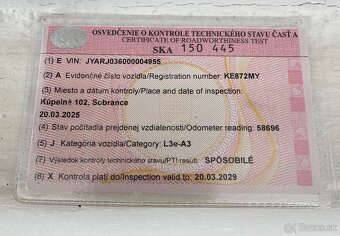 OSVEDČENIE O KONTROLE TECHNICKÉHO STAVU ČASŤ A
CERTIFICATE OF ROADWORTHINESS TEST
SKA 150 445
(1) E VIN: JYARJ036000004955
(2) A Evidenčné číslo vozidla/Registration number: KE872MY
(3) Miesto a dátum kontroly/Place and date of inspection:
Kúpelná 102, Sobrance
20.03.2025
(4) Stav počítadla prejdenej vzdialenosti/Odometer reading: 58696
(5) J Kategória vozidla/Category: L3e-A3
(7) Výsledok kontroly technického stavu/PTI result: SPÔSOBILÉ
(8) X Kontrola platí do/Inspection valid to: 20.03.2029
bazos.sk